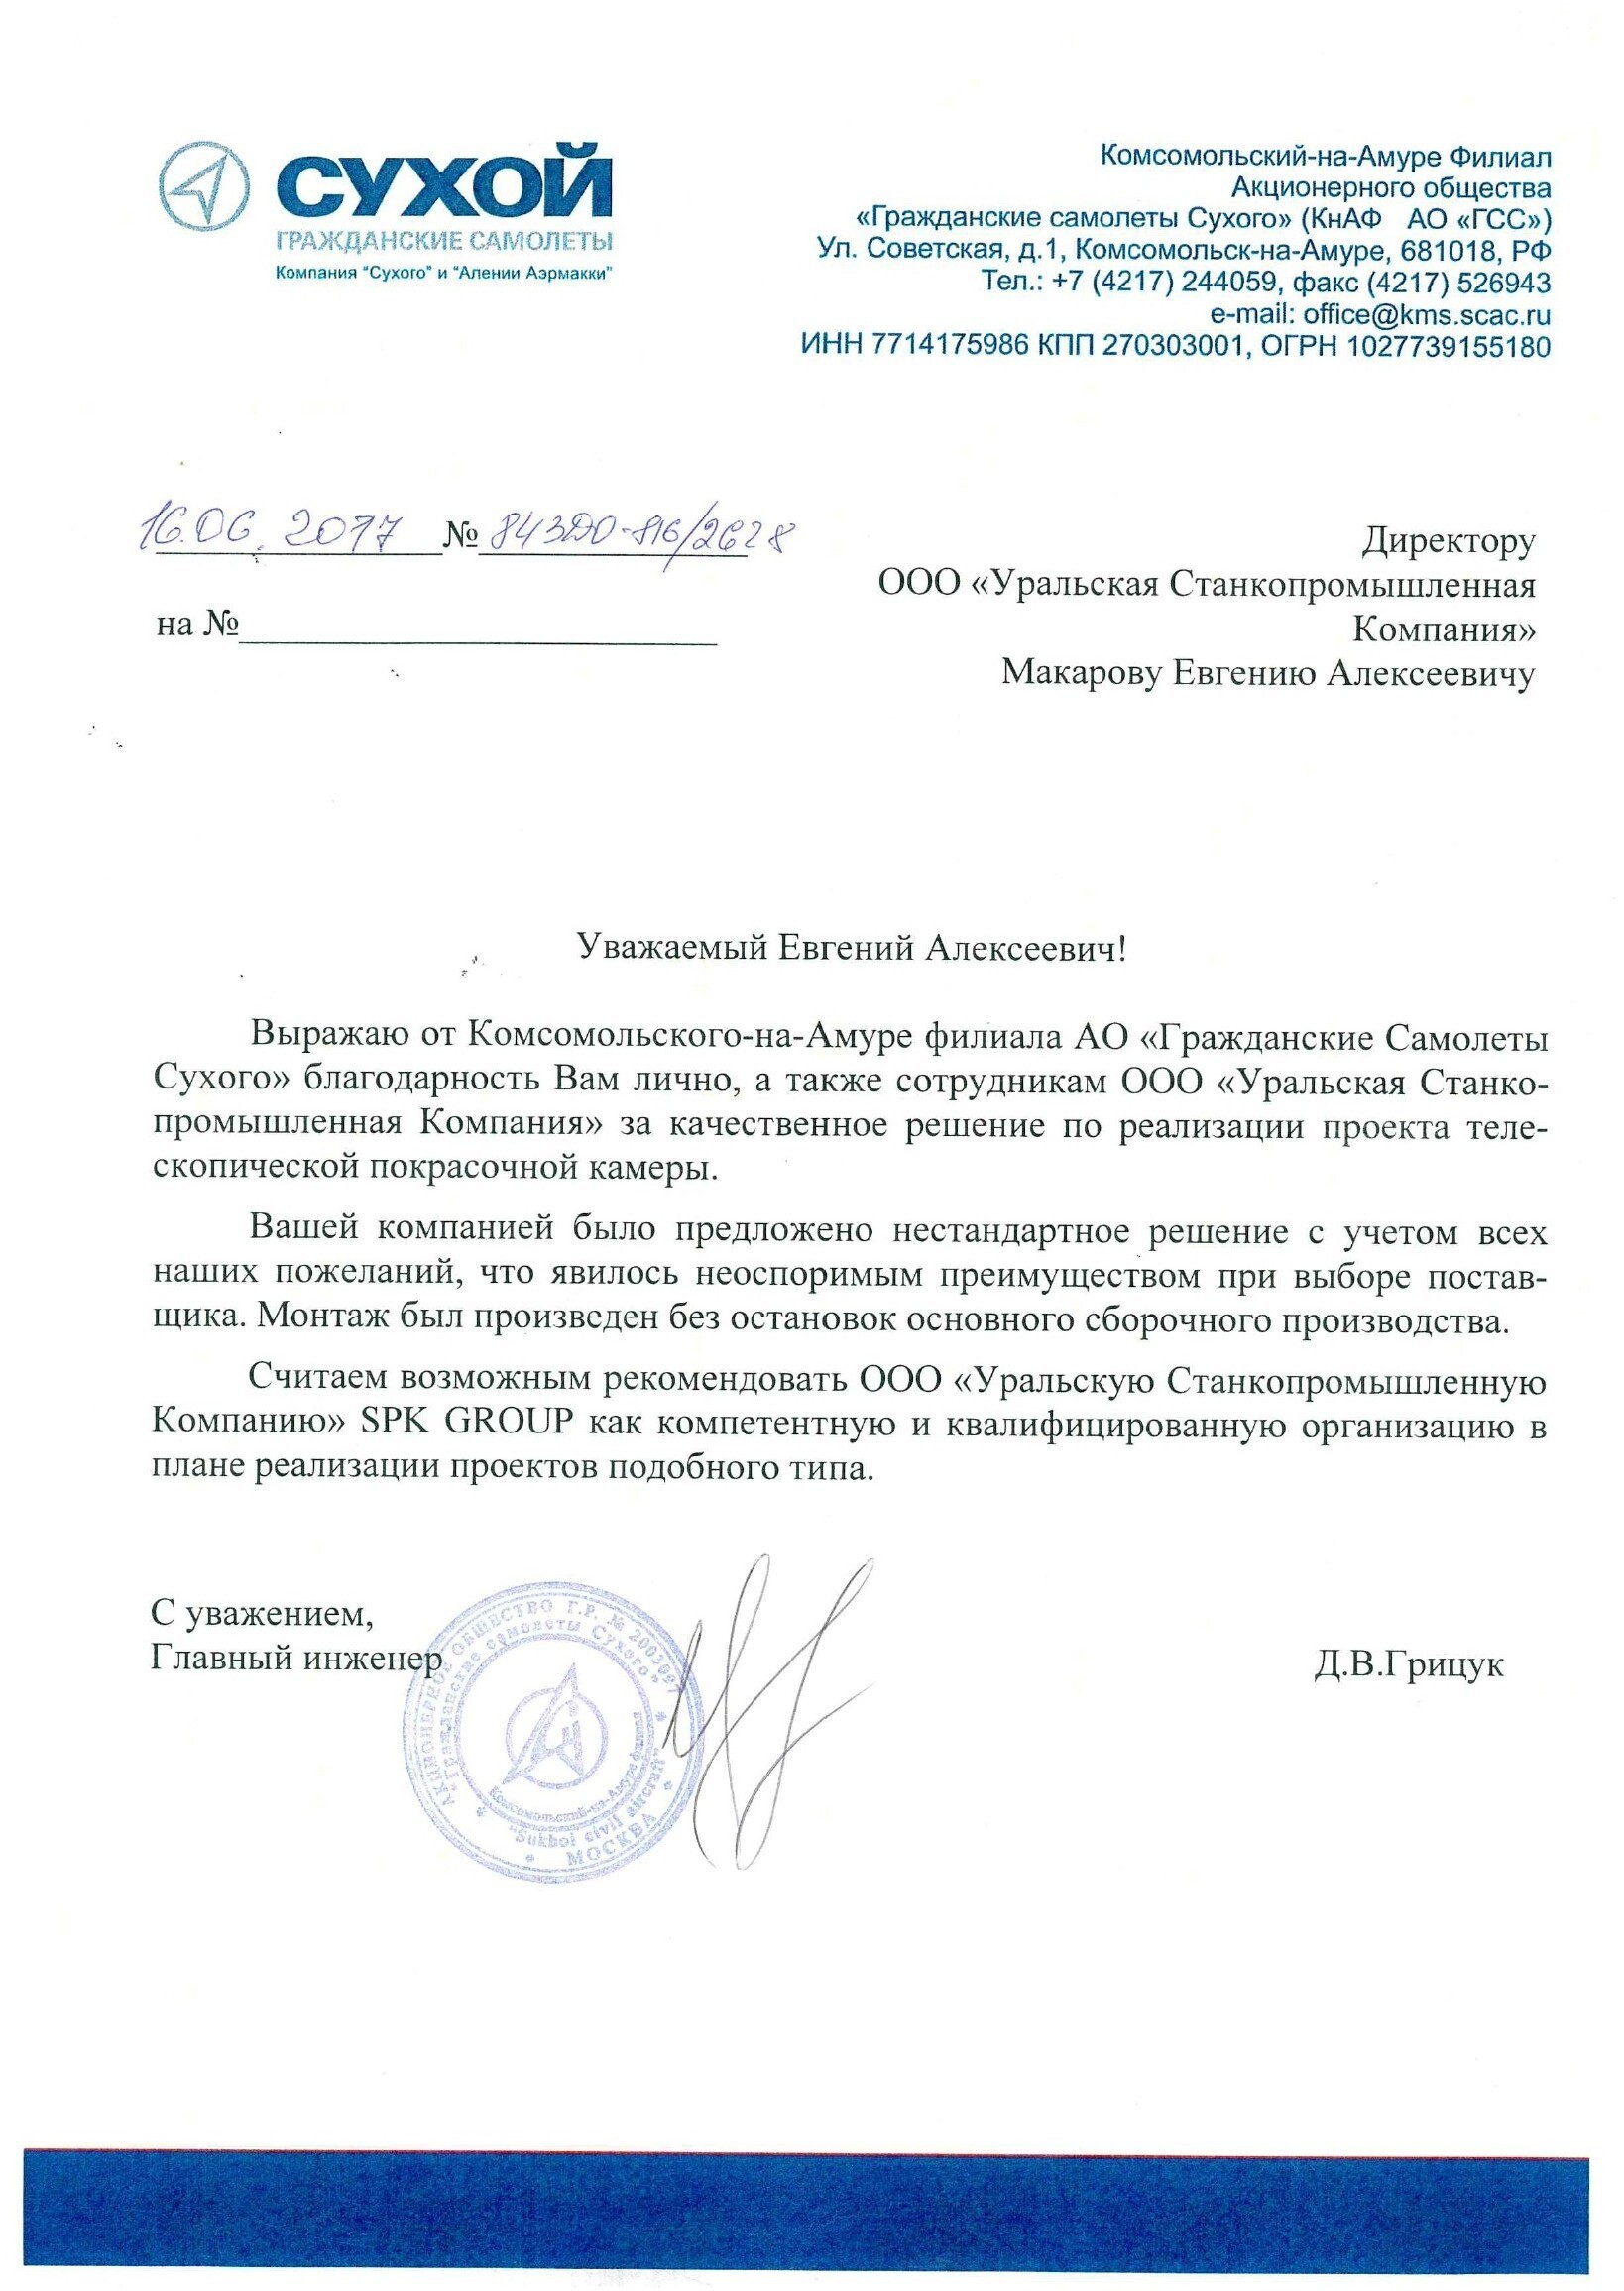 СУХОЙ
ГРАЖДАНСКИЕ САМОЛЕТЫ
Компания "Сухого" и "Алении Аэрмакки"
Комсомольский-на-Амуре Филиал
Акционерного общества
«Гражданские самолеты Сухого» (КнАФ АО «ГСС»)
Ул. Советская, д.1, Комсомольск-на-Амуре, 681018, РФ
Тел.: +7 (4217) 244059, факс (4217) 526943
e-mail: office@kms.scac.ru
ИНН 7714175986 КПП 270303001, ОГРН 1027739155180
16.06.2017 №
на №
Директору
ООО «Уральская Станкопромышленная
Компания»
Макарову Евгению Алексеевичу
Уважаемый Евгений Алексеевич!
Выражаю от Комсомольского-на-Амуре филиала АО «Гражданские Самолеты
Сухого» благодарность Вам лично, а также сотрудникам ООО «Уральская Станко-
промышленная Компания» за качественное решение по реализации проекта теле-
скопической покрасочной камеры.
Вашей компанией было предложено нестандартное решение с учетом всех
наших пожеланий, что явилось неоспоримым преимуществом при выборе постав-
щика. Монтаж был произведен без остановок основного сборочного производства.
Считаем возможным рекомендовать ООО «Уральскую Станкопромышленную
Компанию» SPK GROUP как компетентную и квалифицированную организацию в
плане реализации проектов подобного типа.
С уважением,
Главный инженер
Д.В.Грицук
АКЦИОНЕРНОЕ ОБЩЕСТВО Г.Р. №
"Гражданские самолеты Сухого"
Комсомольский-на-Амуре филиал
"Sukhoi civil aircraft"
МОСКВА